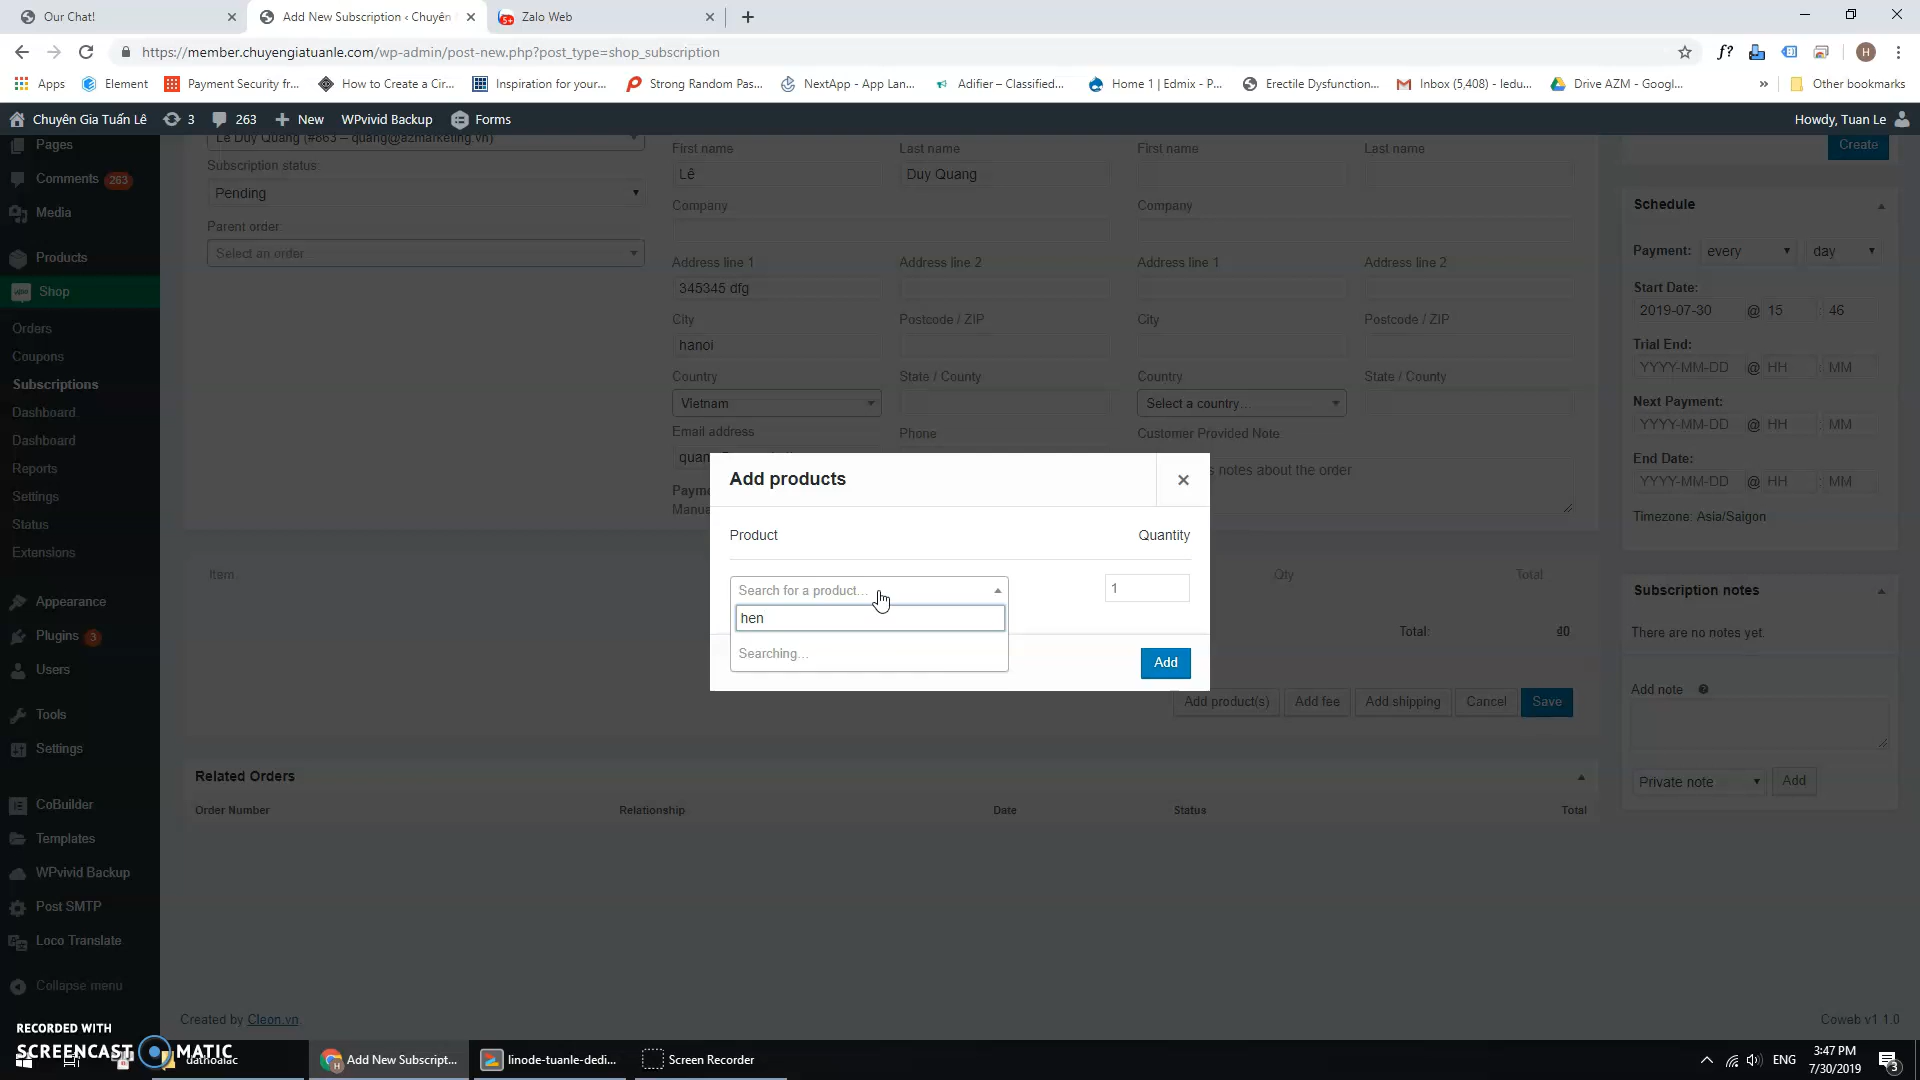 Our Chat!
Add New Subscription ‹ Chuyên
Zalo Web
https://member.chuyengiatuanle.com/wp-admin/post-new.php?post_type=shop_subscription
f?
H
Apps
Element
Payment Security fr...
How to Create a Cir...
Inspiration for your...
Strong Random Pas...
NextApp - App Lan...
Adifier – Classified...
Home 1 | Edmix - P...
Erectile Dysfunction...
Inbox (5,408) - ledu...
Drive AZM - Googl...
»
Other bookmarks
Chuyên Gia Tuấn Lê
3
263
New
WPvivid Backup
Forms
Howdy, Tuan Le
Pages
Comments 263
Media
Products
Shop
Orders
Coupons
Subscriptions
Dashboard
Dashboard
Reports
Settings
Status
Extensions
Appearance
Plugins 3
Users
Tools
Settings
CoBuilder
Templates
WPvivid Backup
Post SMTP
Loco Translate
Collapse menu
Lê Duy Quang (#863 – quang@azmarketing.vn)
Subscription status:
Pending
Parent order:
Select an order...
First name
Last name
Lê
Duy Quang
Company
Address line 1
Address line 2
345345 dfg
City
Postcode / ZIP
hanoi
Country
State / County
Vietnam
Email address
Phone
First name
Last name
Company
Address line 1
Address line 2
City
Postcode / ZIP
Country
State / County
Select a country...
Customer Provided Note
notes about the order
Add products
×
Product
Quantity
Search for a product...
1
hen
Searching...
Add
Item
Qty
Total
Total:
₫0
Add product(s)
Add fee
Add shipping
Cancel
Save
Related Orders
Order Number
Relationship
Date
Status
Total
Create
Schedule
Payment:
every
day
Start Date:
2019-07-30 @ 15 : 46
Trial End:
YYYY-MM-DD @ HH : MM
Next Payment:
YYYY-MM-DD @ HH : MM
End Date:
YYYY-MM-DD @ HH : MM
Timezone: Asia/Saigon
Subscription notes
There are no notes yet.
Add note
Private note
Add
Created by Cleon.vn.
Coweb v1 1.0
RECORDED WITH
SCREENCAST MATIC
Add New Subscript...
linode-tuanle-dedi...
Screen Recorder
ENG
3:47 PM
7/30/2019
3